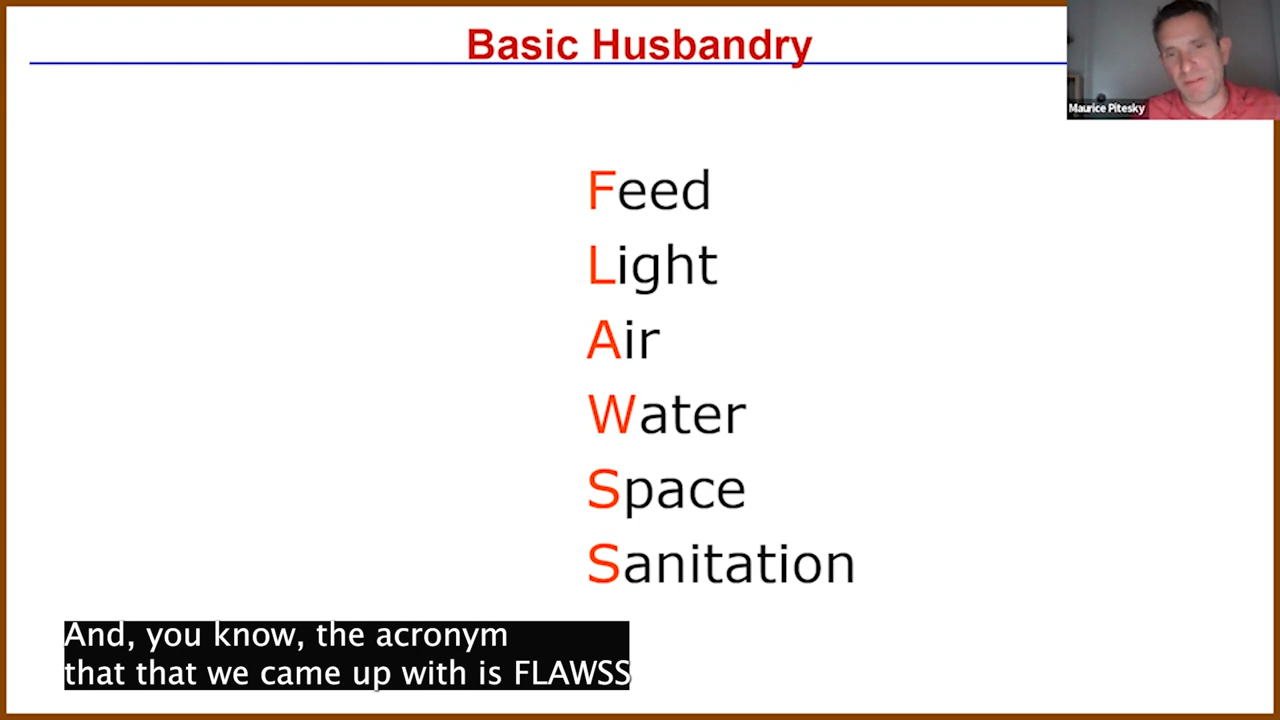 Basic Husbandry
Maurice Pitesky
Feed
Light
Air
Water
Space
Sanitation
And, you know, the acronym
that that we came up with is FLAWSS